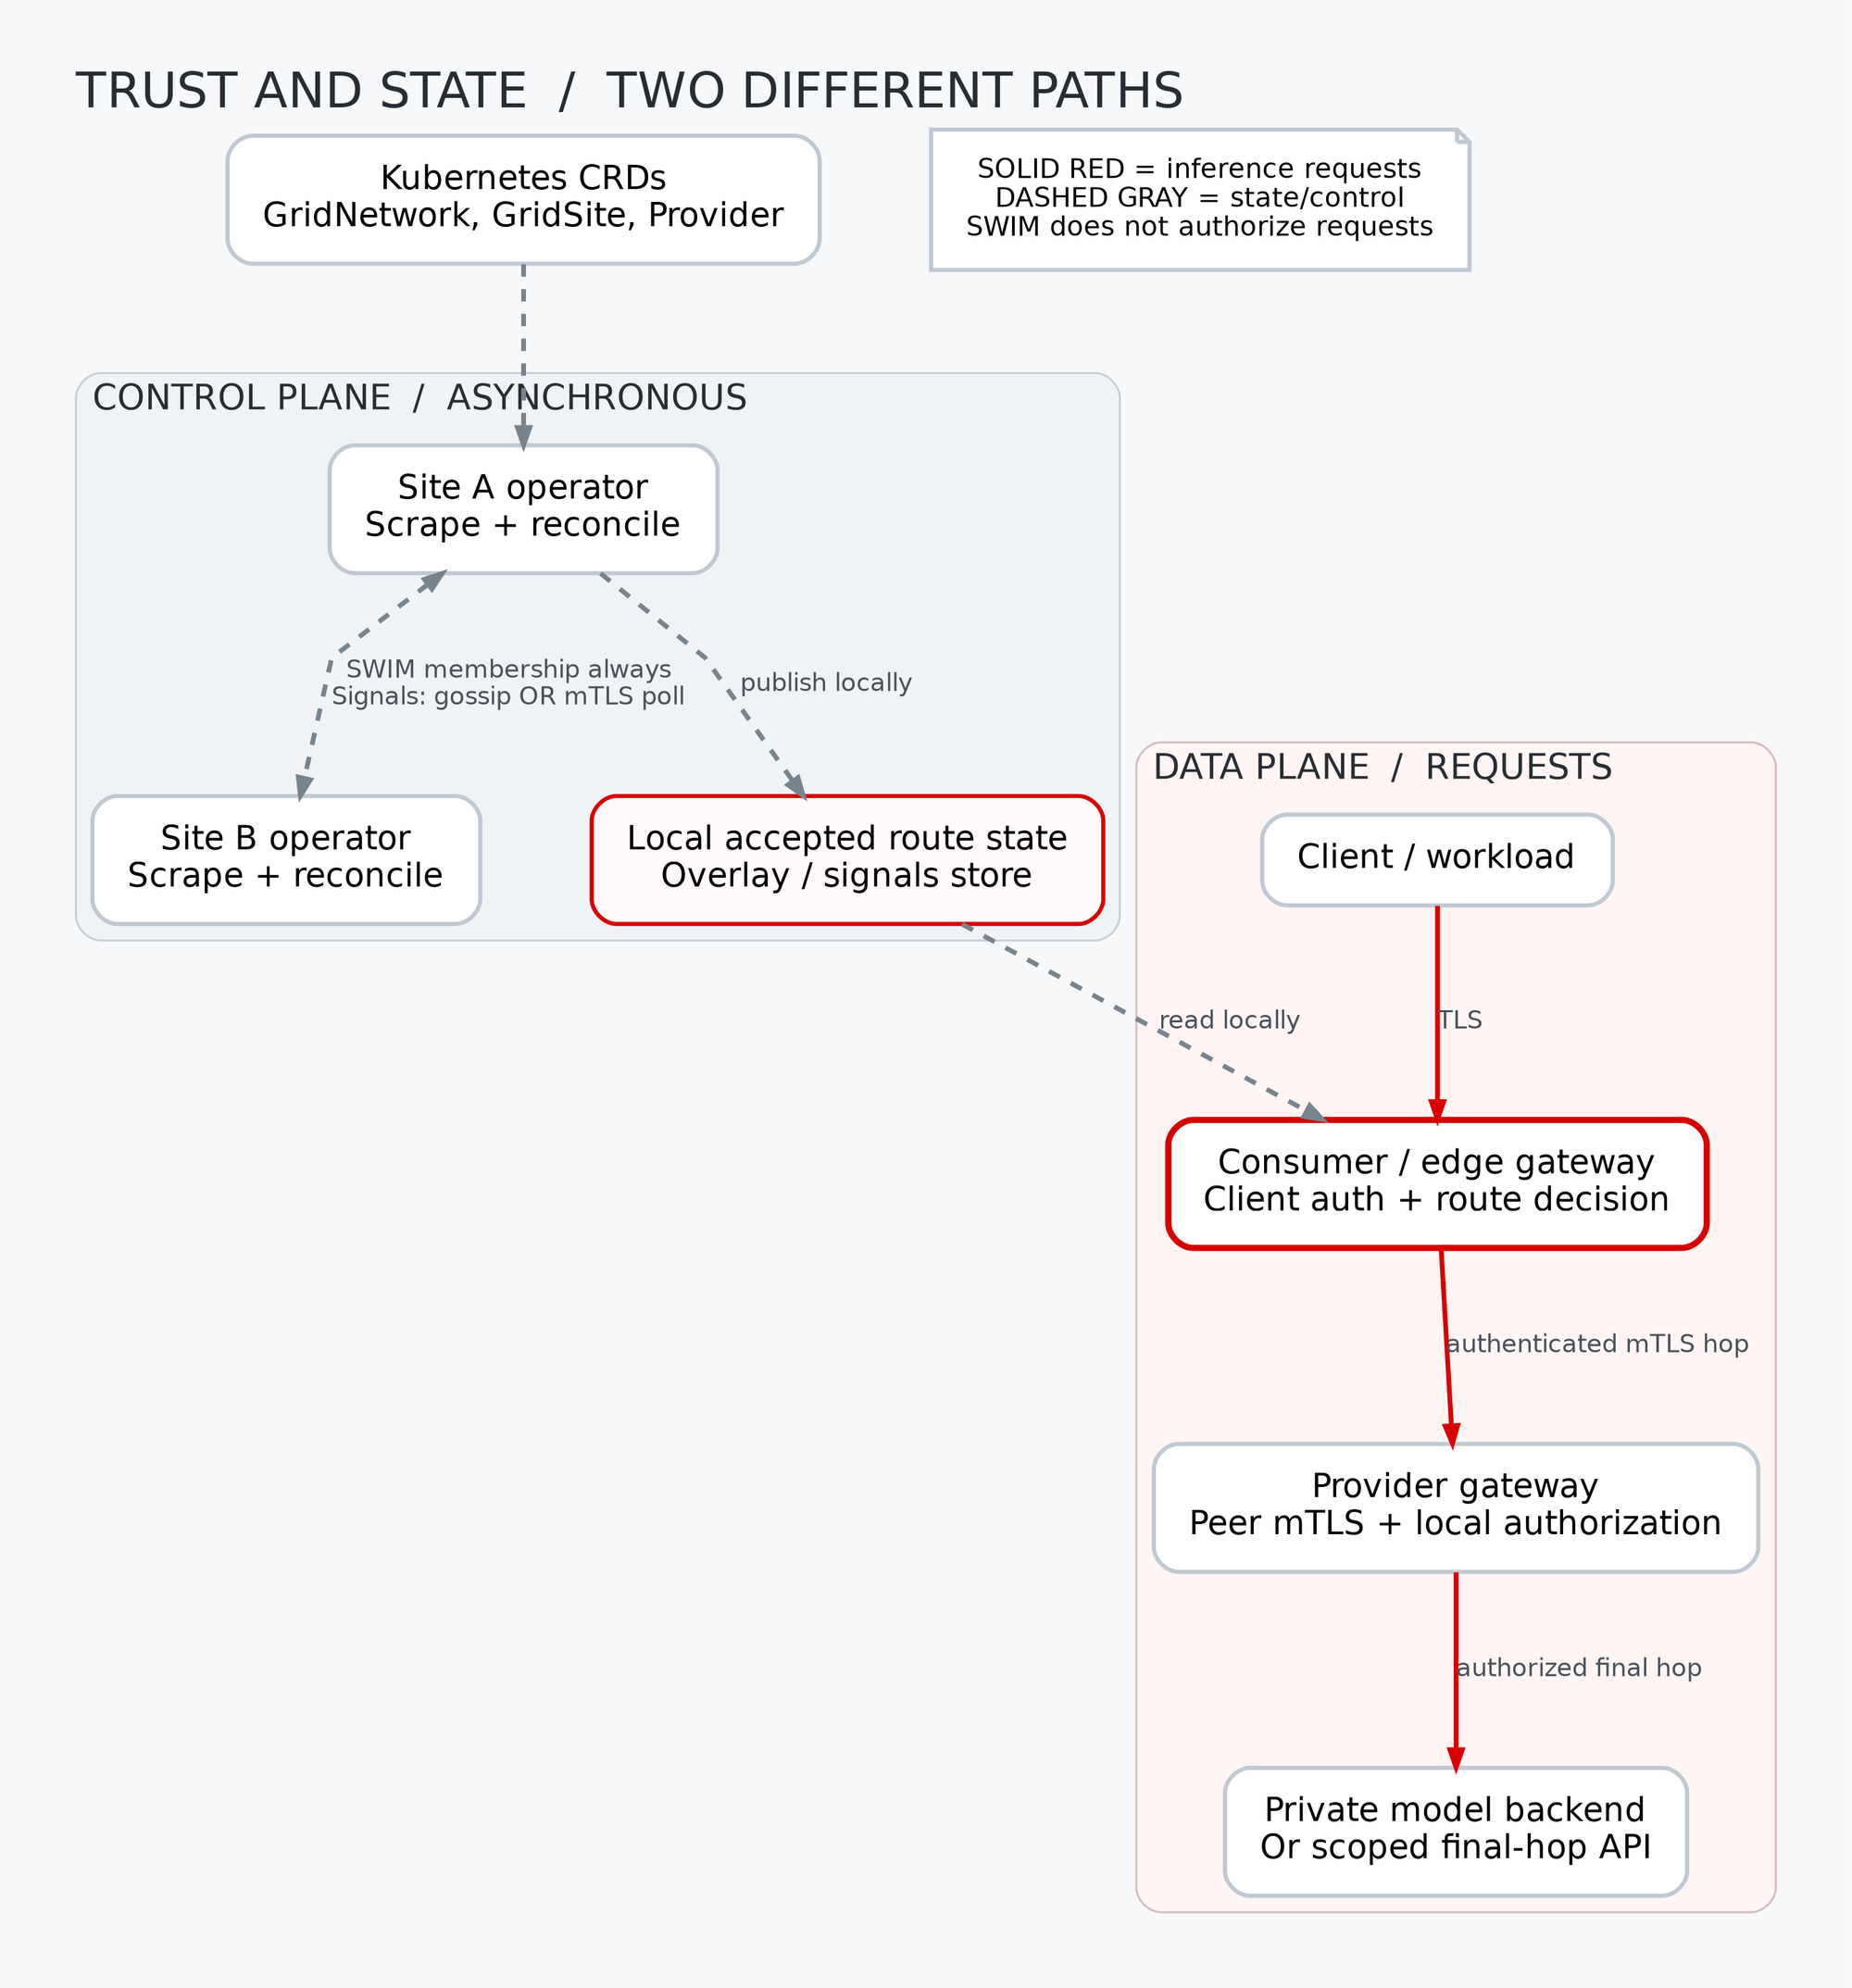 TRUST AND STATE / TWO DIFFERENT PATHS
Kubernetes CRDs
GridNetwork, GridSite, Provider
SOLID RED = inference requests
DASHED GRAY = state/control
SWIM does not authorize requests
CONTROL PLANE / ASYNCHRONOUS
Site A operator
Scrape + reconcile
SWIM membership always
Signals: gossip OR mTLS poll
publish locally
Site B operator
Scrape + reconcile
Local accepted route state
Overlay / signals store
DATA PLANE / REQUESTS
Client / workload
read locally
TLS
Consumer / edge gateway
Client auth + route decision
authenticated mTLS hop
Provider gateway
Peer mTLS + local authorization
authorized final hop
Private model backend
Or scoped final-hop API